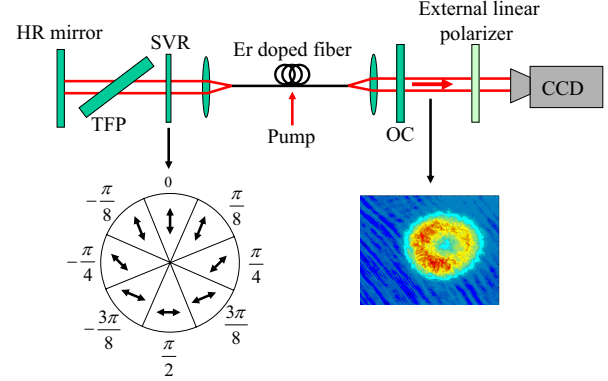 External linear
polarizer
HR mirror
SVR
Er doped fiber
TFP
Pump
OC
CCD
0
-π/8
π/8
-π/4
π/4
-3π/8
3π/8
π/2